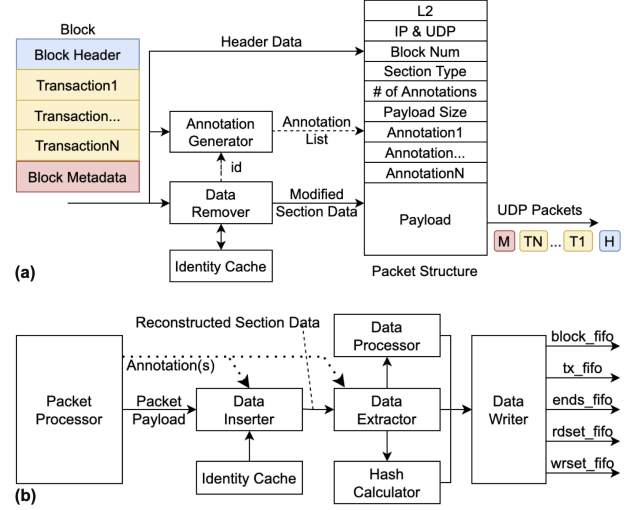 Block
Block Header
Transaction1
Transaction...
TransactionN
Block Metadata
Header Data
Annotation
Generator
Annotation
List
id
Data
Remover
Modified
Section Data
Identity Cache
L2
IP & UDP
Block Num
Section Type
# of Annotations
Payload Size
Annotation1
Annotation...
AnnotationN
Payload
Packet Structure
UDP Packets
M TN ... T1 H
(a)
Reconstructed Section Data
Annotation(s)
Packet
Processor
Packet
Payload
Data
Inserter
Identity Cache
Data
Processor
Data
Extractor
Hash
Calculator
Data
Writer
block_fifo
tx_fifo
ends_fifo
rdset_fifo
wrset_fifo
(b)